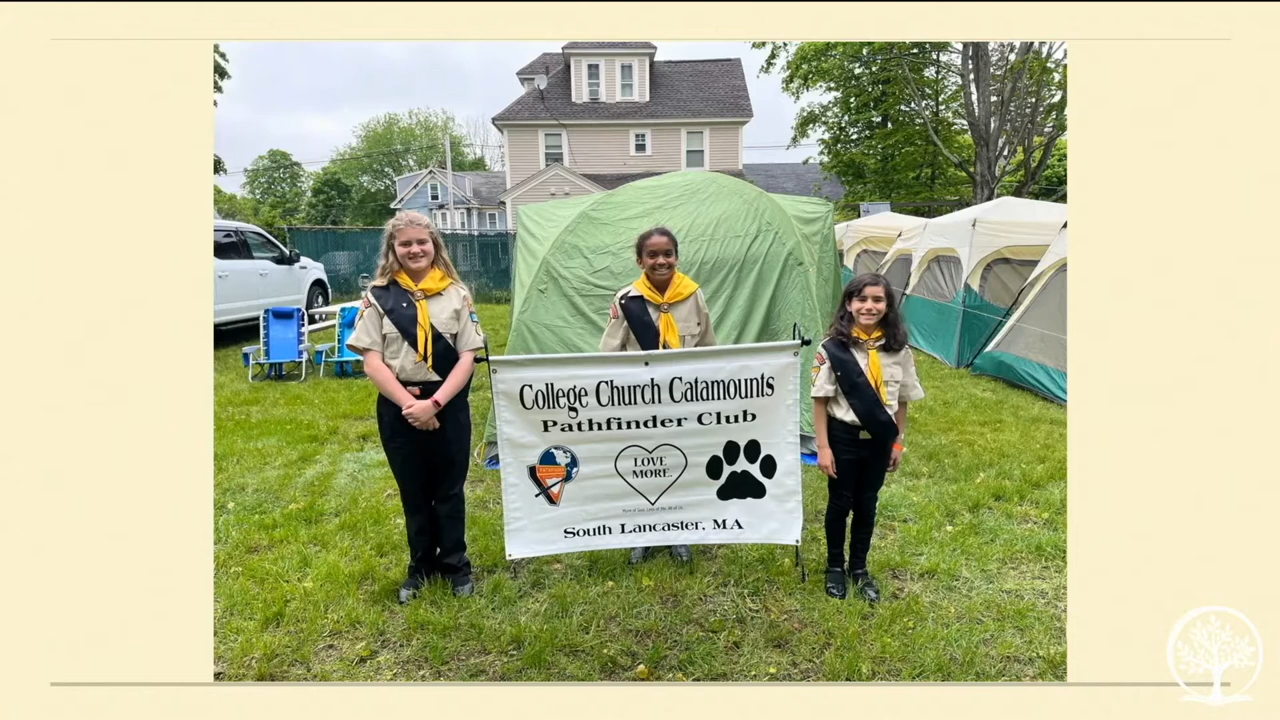 College Church Catamounts
Pathfinder Club
LOVE
MORE.
South Lancaster, MA